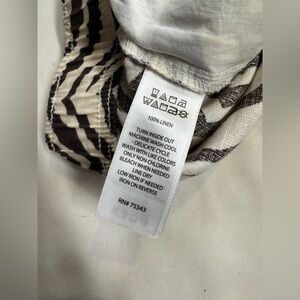 100% LINEN
TURN INSIDE OUT
MACHINE WASH COOL
DELICATE CYCLE
WASH WITH LIKE COLORS
ONLY NON-CHLORINE
BLEACH WHEN NEEDED
LINE DRY
LOW IRON IF NEEDED
IRON ON REVERSE
RN# 75343